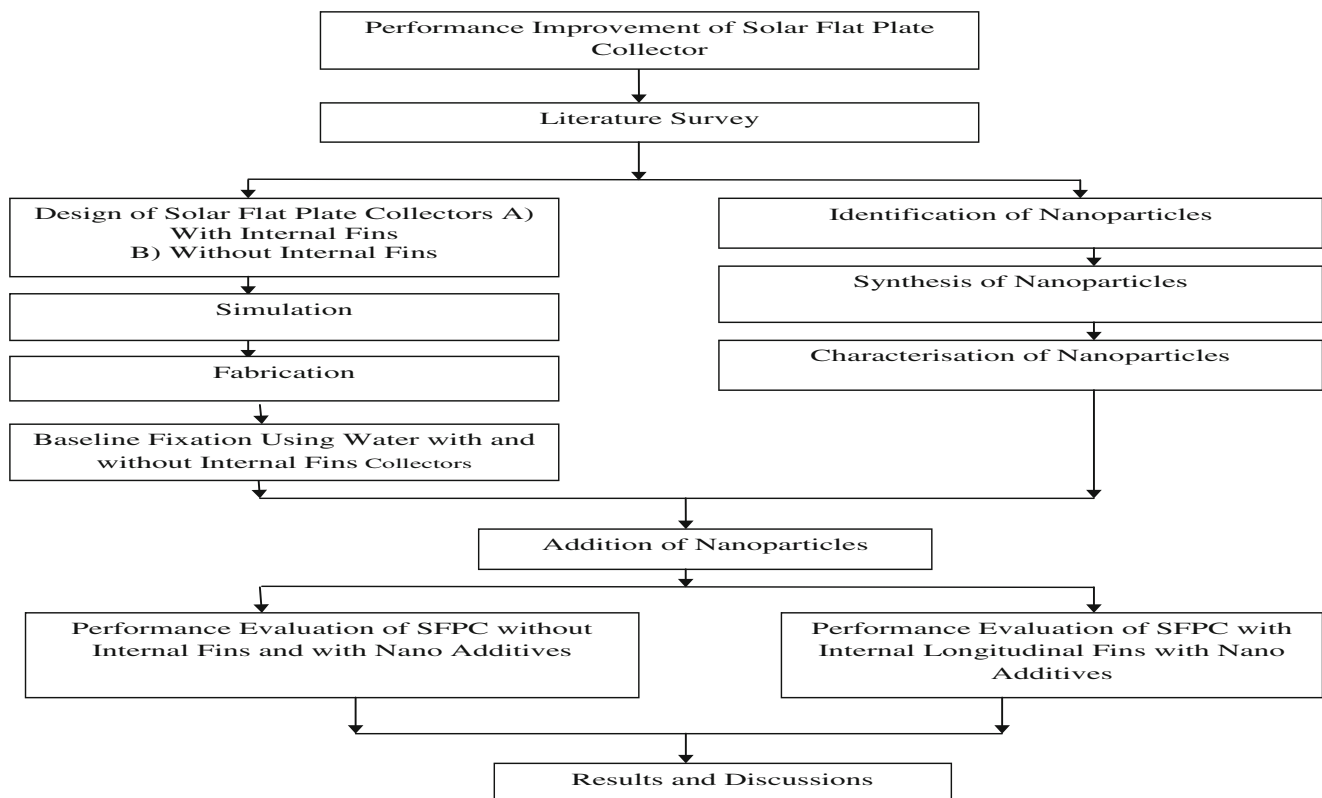 Performance Improvement of Solar Flat Plate
Collector
Literature Survey
Design of Solar Flat Plate Collectors A)
With Internal Fins
B) Without Internal Fins
Simulation
Fabrication
Baseline Fixation Using Water with and
without Internal Fins Collectors
Identification of Nanoparticles
Synthesis of Nanoparticles
Characterisation of Nanoparticles
Addition of Nanoparticles
Performance Evaluation of SFPC without
Internal Fins and with Nano Additives
Performance Evaluation of SFPC with
Internal Longitudinal Fins with Nano
Additives
Results and Discussions